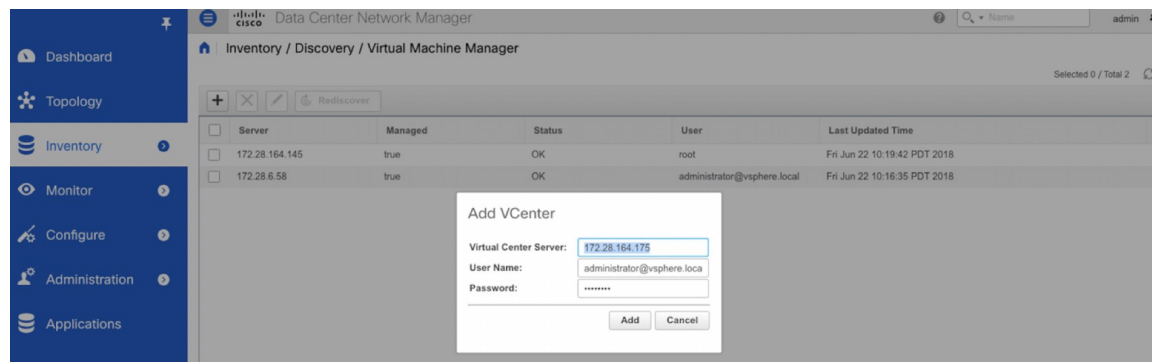 cisco Data Center Network Manager
Name
admin
Dashboard
Topology
Inventory
Monitor
Configure
Administration
Applications
Inventory / Discovery / Virtual Machine Manager
Selected 0 / Total 2
Rediscover
Server Managed Status User Last Updated Time
172.28.164.145 true OK root Fri Jun 22 10:19:42 PDT 2018
172.28.6.58 true OK administrator@vsphere.local Fri Jun 22 10:16:35 PDT 2018
Add VCenter
Virtual Center Server: 172.28.164.175
User Name: administrator@vsphere.loca
Password: ••••••••
Add Cancel